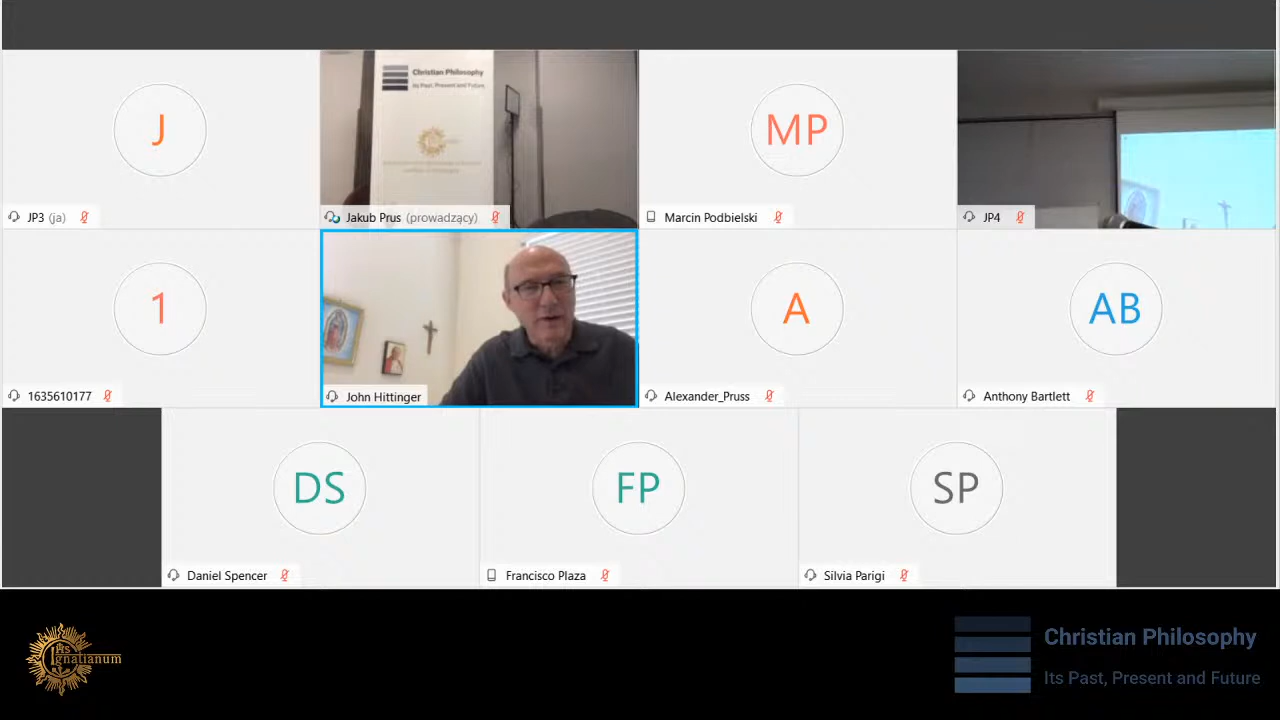 Christian Philosophy
Its Past, Present and Future
J
MP
JP3 (ja)
Jakub Prus (prowadzący)
Marcin Podbielski
JP4
1
A
AB
1635610177
John Hittinger
Alexander_Pruss
Anthony Bartlett
DS
FP
SP
Daniel Spencer
Francisco Plaza
Silvia Parigi
IHS
Ignatianum
Christian Philosophy
Its Past, Present and Future